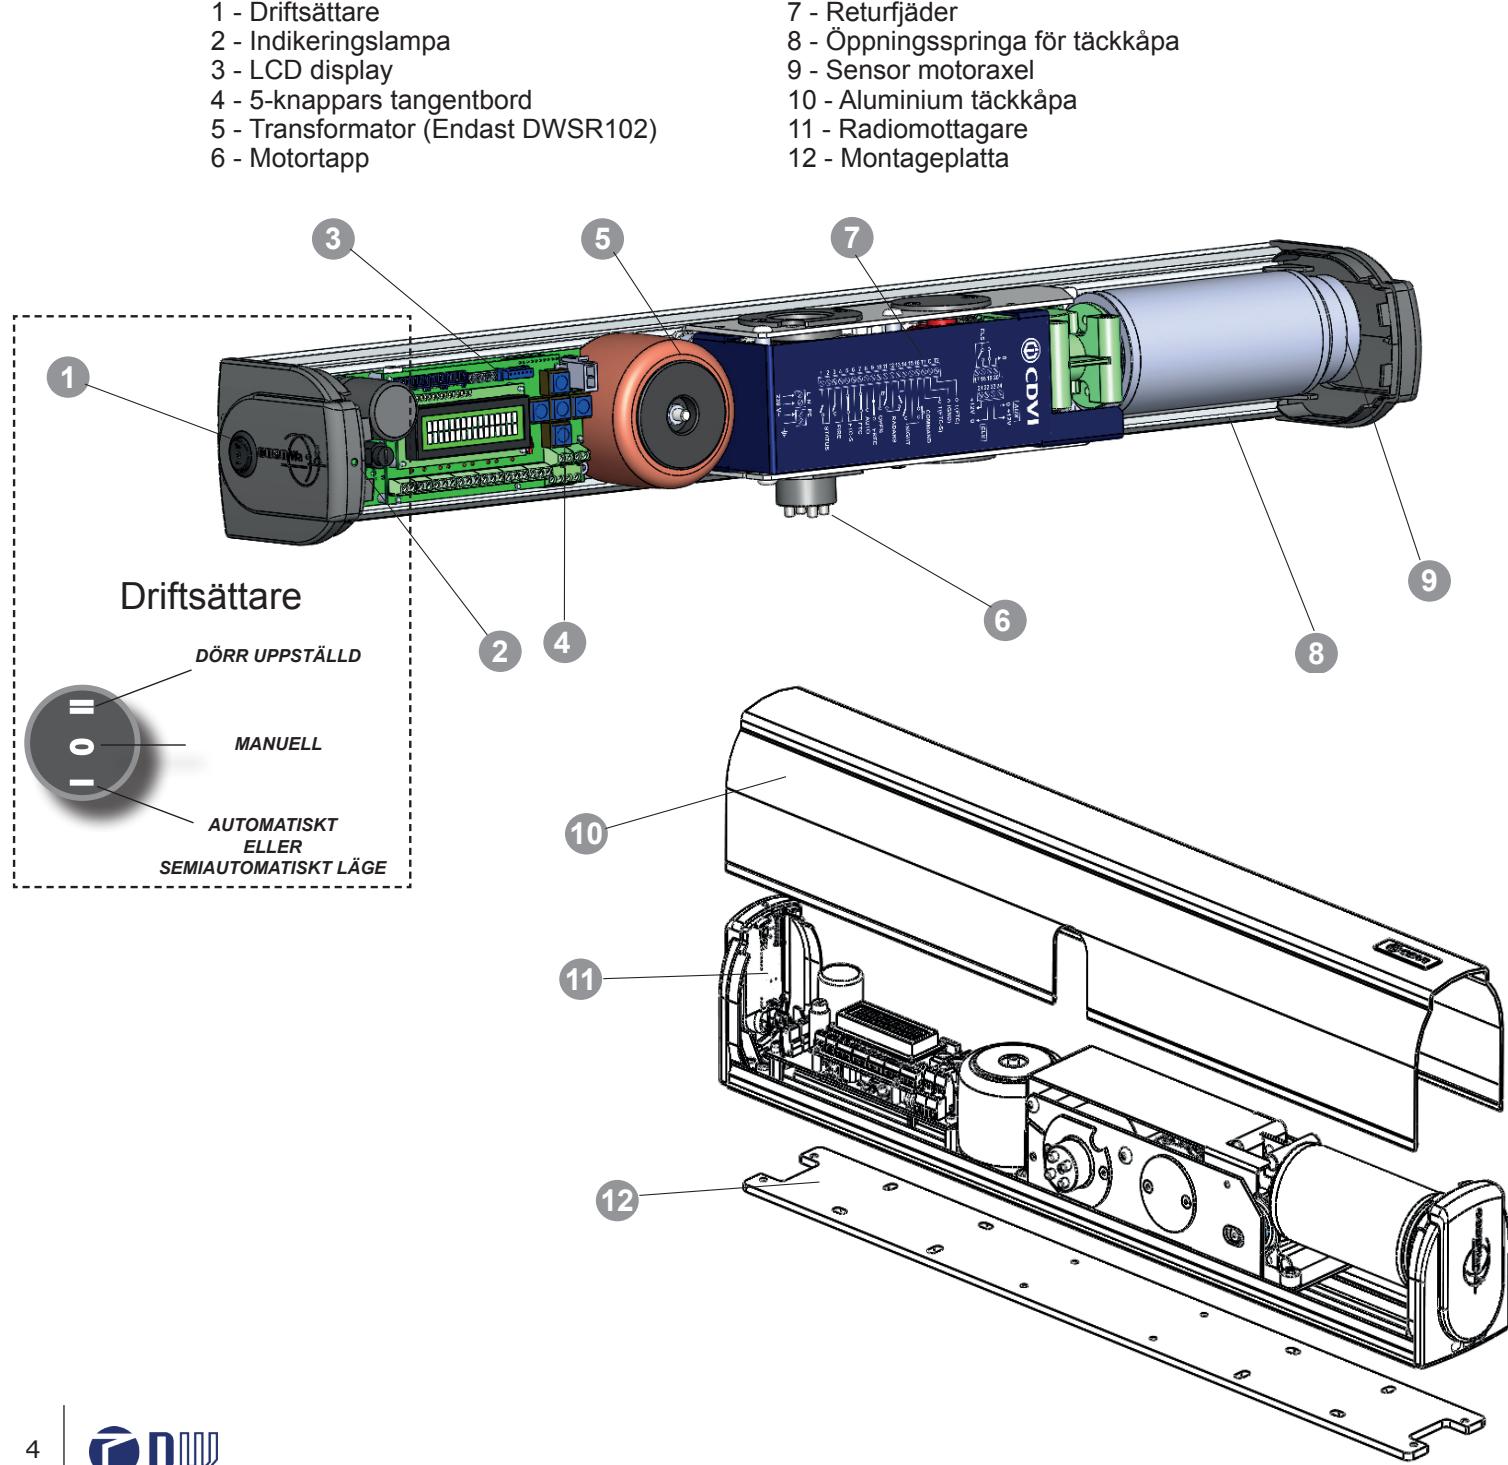 1 - Driftsättare
2 - Indikeringslampa
3 - LCD display
4 - 5-knappars tangentbord
5 - Transformator (Endast DWSR102)
6 - Motortapp
7 - Returfjäder
8 - Öppningsspringa för täckkåpa
9 - Sensor motoraxel
10 - Aluminium täckkåpa
11 - Radiomottagare
12 - Montageplatta
3
5
7
1
CDVI
9
6
2
4
8
Driftsättare
DÖRR UPPSTÄLLD
MANUELL
AUTOMATISKT
ELLER
SEMIAUTOMATISKT LÄGE
II
0
I
10
11
12
4